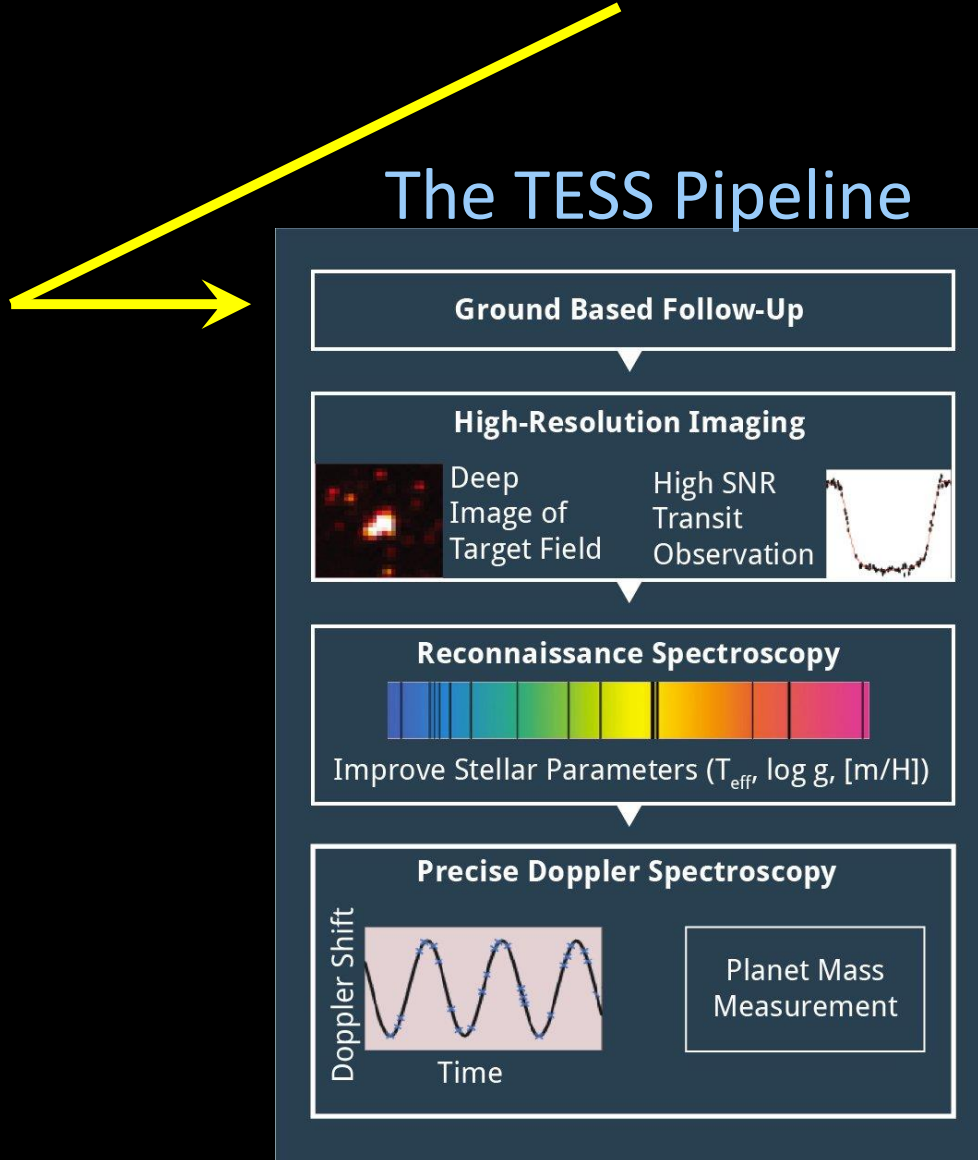 The TESS Pipeline
Ground Based Follow-Up
High-Resolution Imaging
Deep
Image of
Target Field
High SNR
Transit
Observation
Reconnaissance Spectroscopy
Improve Stellar Parameters (Teff, log g, [m/H])
Precise Doppler Spectroscopy
Doppler Shift
Time
Planet Mass
Measurement